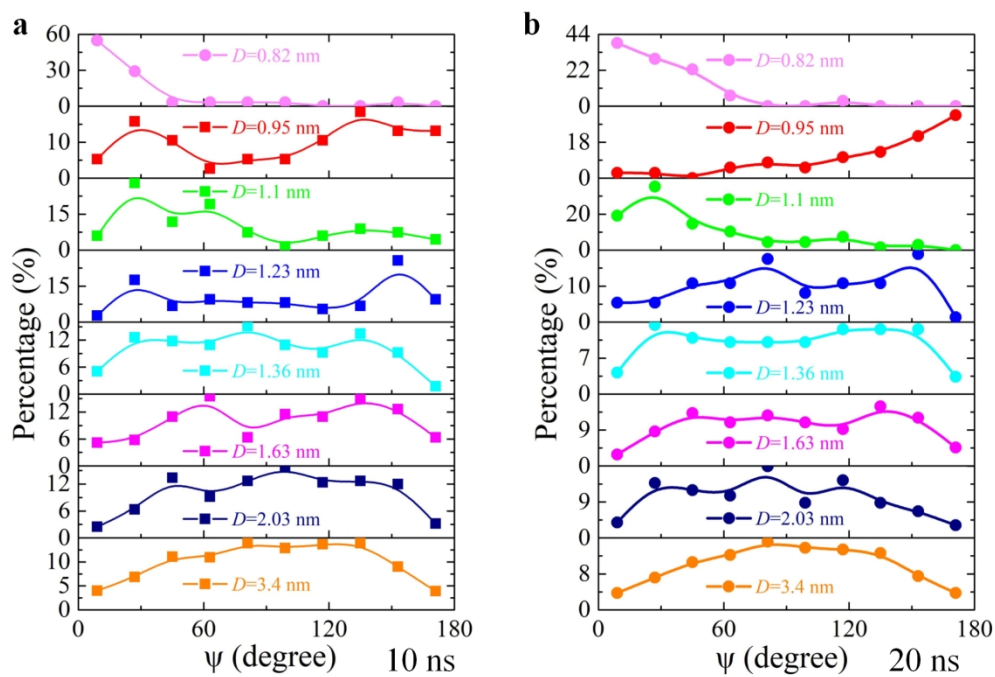 a
60
30
0
D=0.82 nm
10
0
D=0.95 nm
15
0
D=1.1 nm
15
0
D=1.23 nm
12
6
0
D=1.36 nm
12
6
0
D=1.63 nm
12
6
0
D=2.03 nm
10
5
0
D=3.4 nm
Percentage (%)
0 60 120 180
ψ (degree)
10 ns
b
44
22
0
D=0.82 nm
18
0
D=0.95 nm
20
0
D=1.1 nm
10
0
D=1.23 nm
7
0
D=1.36 nm
9
0
D=1.63 nm
9
0
D=2.03 nm
8
0
D=3.4 nm
Percentage (%)
0 60 120 180
ψ (degree)
20 ns